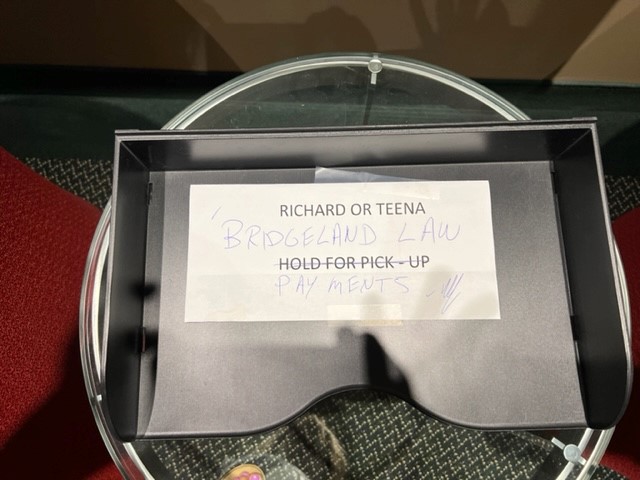 RICHARD OR TEENA
BRIDGELAND LAW
HOLD FOR PICK - UP
PAYMENTS